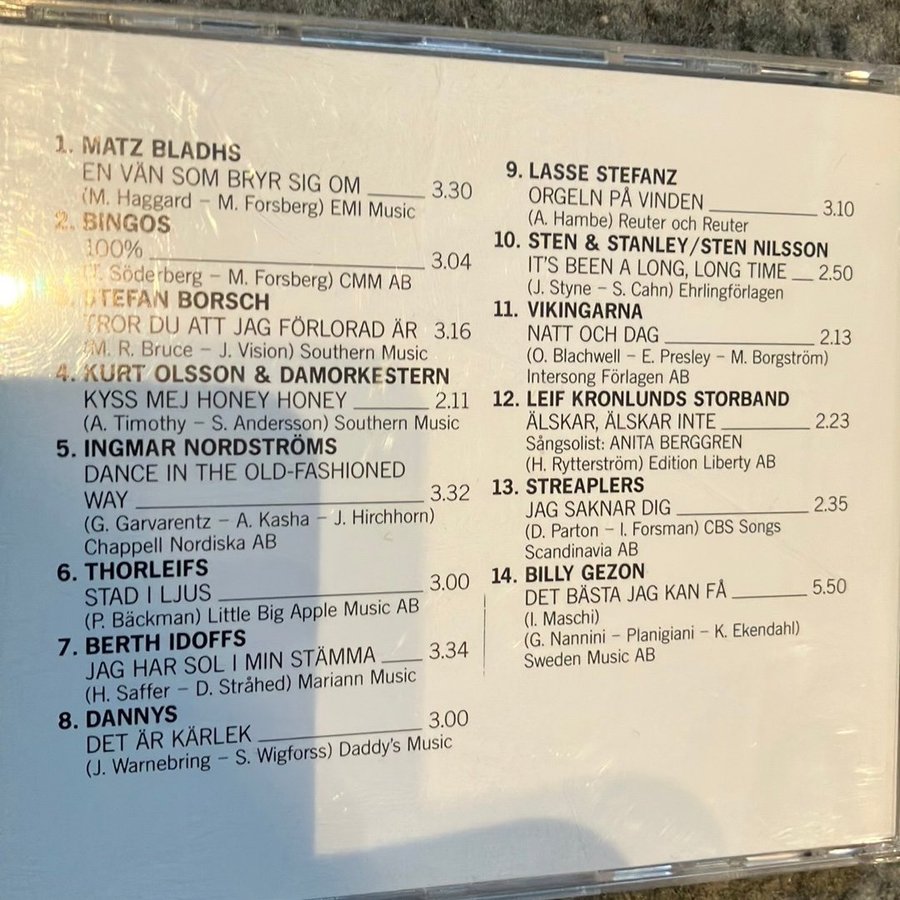 1. MATZ BLADHS
EN VÄN SOM BRYR SIG OM 3.30
(M. Haggard – M. Forsberg) EMI Music
2. BINGOS
100% 3.04
Söderberg – M. Forsberg) CMM AB
STEFAN BORSCH
TROR DU ATT JAG FÖRLORAD ÄR 3.16
(M. R. Bruce – J. Vision) Southern Music
4. KURT OLSSON & DAMORKESTERN
KYSS MEJ HONEY HONEY 2.11
(A. Timothy – S. Andersson) Southern Music
5. INGMAR NORDSTRÖMS
DANCE IN THE OLD-FASHIONED
WAY 3.32
(G. Garvarentz – A. Kasha – J. Hirchhorn)
Chappell Nordiska AB
6. THORLEIFS
STAD I LJUS 3.00
(P. Bäckman) Little Big Apple Music AB
7. BERTH IDOFFS
JAG HAR SOL I MIN STÄMMA 3.34
(H. Saffer – D. Stråhed) Mariann Music
8. DANNYS
DET ÄR KÄRLEK 3.00
(J. Warnebring – S. Wigforss) Daddy's Music
9. LASSE STEFANZ
ORGELN PÅ VINDEN 3.10
(A. Hambe) Reuter och Reuter
10. STEN & STANLEY/STEN NILSSON
IT'S BEEN A LONG, LONG TIME 2.50
(J. Styne – S. Cahn) Ehrlingförlagen
11. VIKINGARNA
NATT OCH DAG 2.13
(O. Blachwell – E. Presley – M. Borgström)
Intersong Förlagen AB
12. LEIF KRONLUNDS STORBAND
ÄLSKAR, ÄLSKAR INTE 2.23
Sångsolist: ANITA BERGGREN
(H. Rytterström) Edition Liberty AB
13. STREAPLERS
JAG SAKNAR DIG 2.35
(D. Parton – I. Forsman) CBS Songs
Scandinavia AB
14. BILLY GEZON
DET BÄSTA JAG KAN FÅ 5.50
(I. Maschi)
(G. Nannini – Planigiani – K. Ekendahl)
Sweden Music AB